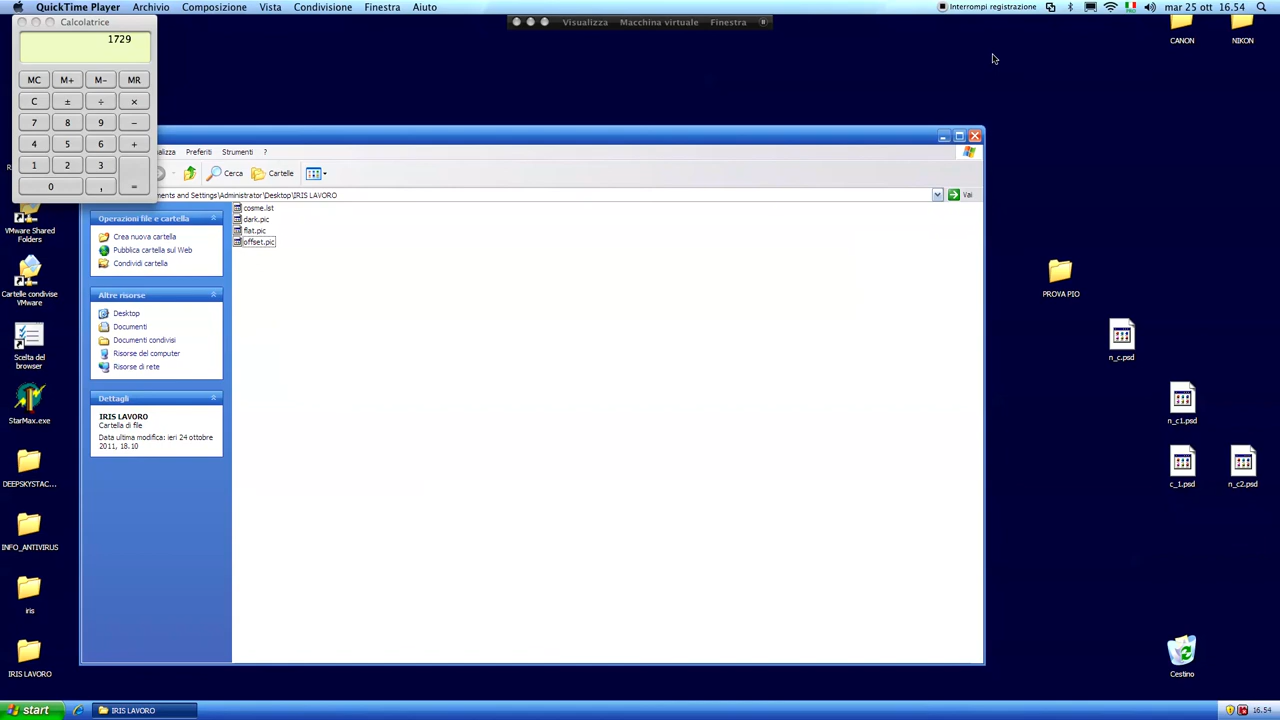 QuickTime Player Archivio Composizione Vista Condivisione Finestra Aiuto
Interrompi registrazione
mar 25 ott 16.54
Calcolatrice
1729
MC M+ M- MR
C ± ÷ ×
7 8 9 −
4 5 6 +
1 2 3
0 , =
Visualizza Macchina virtuale Finestra
CANON
NIKON
Preferiti Strumenti ?
Cerca Cartelle
ments and Settings\Administrator\Desktop\IRIS LAVORO
Vai
Operazioni file e cartella
Crea nuova cartella
Pubblica cartella sul Web
Condividi cartella
Altre risorse
Desktop
Documenti
Documenti condivisi
Risorse del computer
Risorse di rete
Dettagli
IRIS LAVORO
Cartella di file
Data ultima modifica: ieri 24 ottobre
2011, 18.10
cosme.lst
dark.pic
flat.pic
offset.pic
VMware Shared
Folders
Cartelle condivise
VMware
Scelta del
browser
StarMax.exe
DEEPSKYSTAC...
INFO_ANTIVIRUS
iris
IRIS LAVORO
PROVA PIO
n_c.psd
n_c1.psd
c_1.psd
n_c2.psd
Cestino
start
IRIS LAVORO
16.54